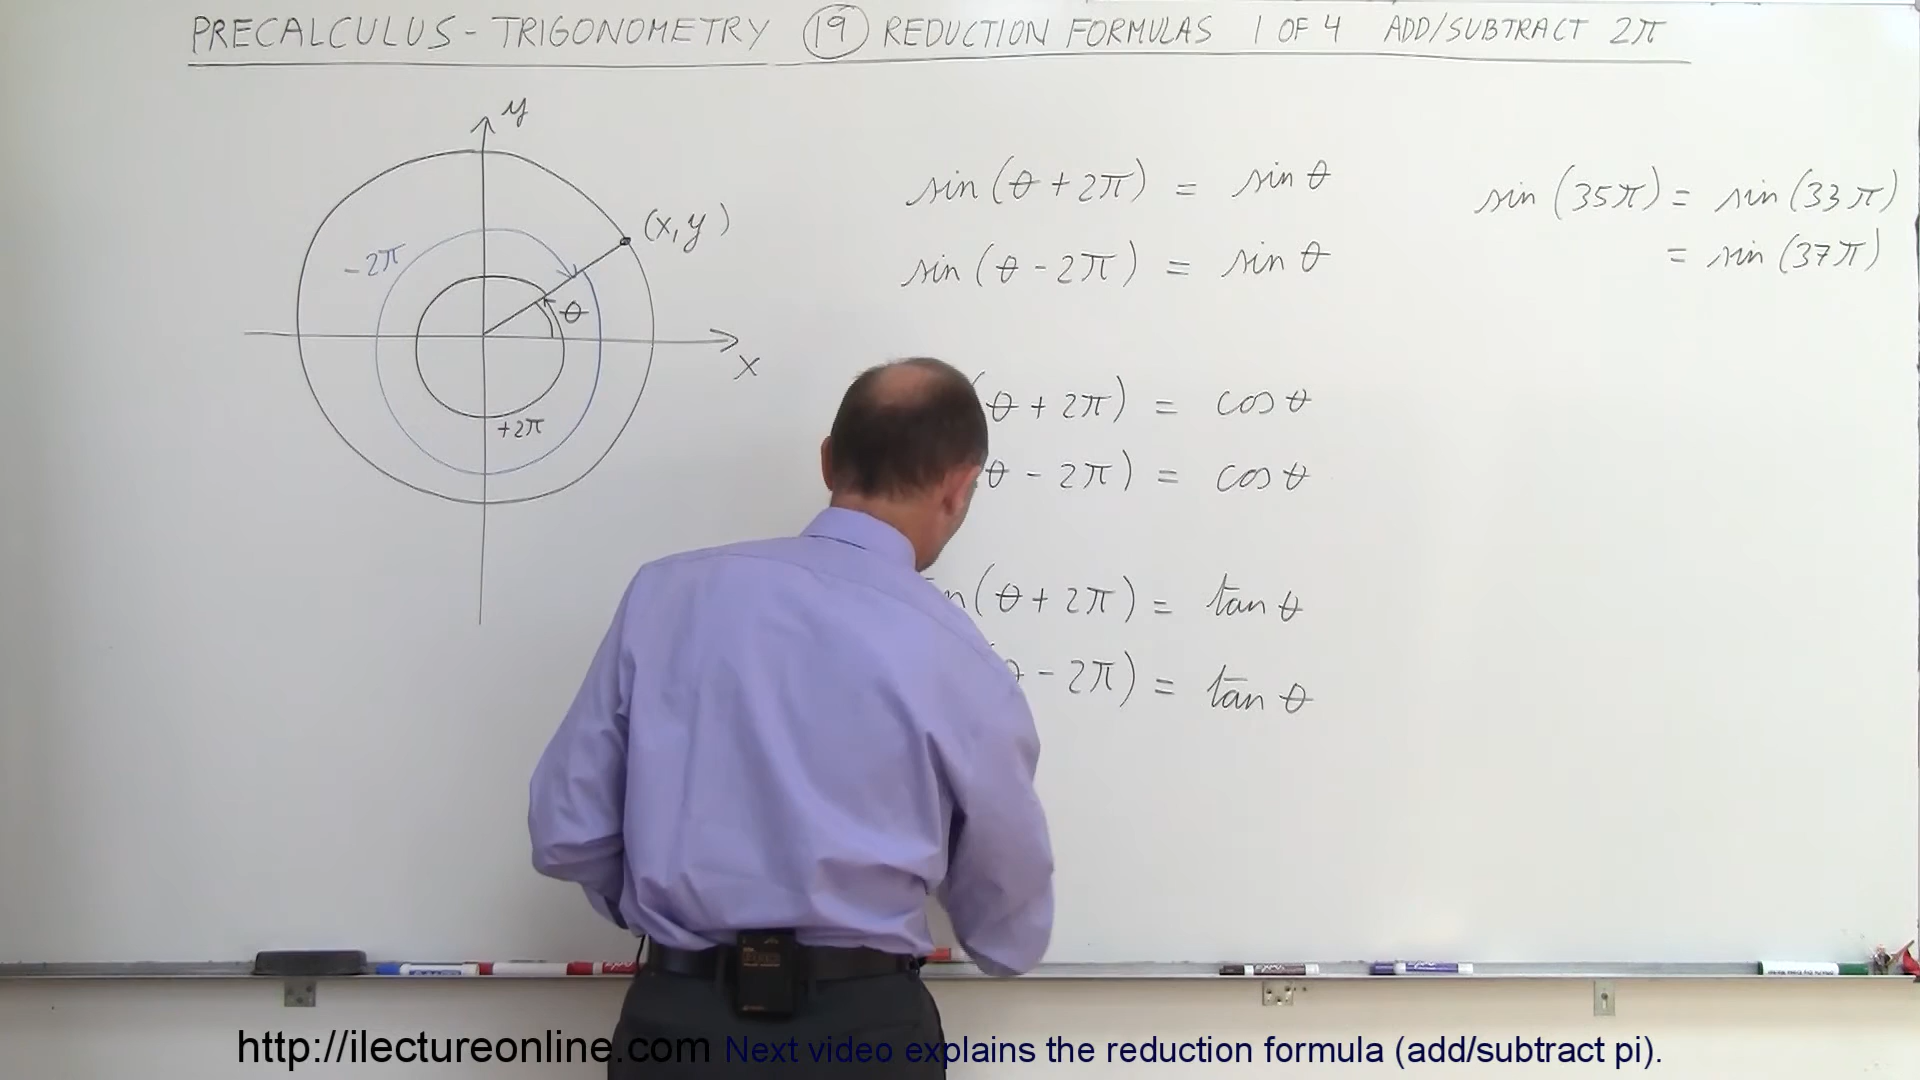 PRECALCULUS - TRIGONOMETRY 19 REDUCTION FORMULAS 1 OF 4 ADD/SUBTRACT 2π
y
(x, y)
-2π
θ
x
+2π
sin (θ + 2π) = sin θ
sin (θ - 2π) = sin θ
(θ + 2π) = cos θ
θ - 2π) = cos θ
n (θ + 2π) = tan θ
- 2π) = tan θ
sin (35π) = sin (33π)
= sin (37π)
http://ilectureonline.com Next video explains the reduction formula (add/subtract pi).